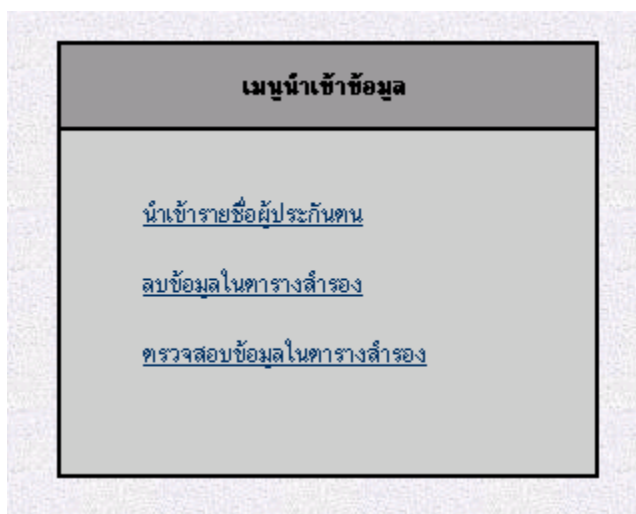 เมนูนำเข้าข้อมูล
นำเข้ารายชื่อผู้ประกันตน
ลบข้อมูลในตารางสำรอง
ตรวจสอบข้อมูลในตารางสำรอง